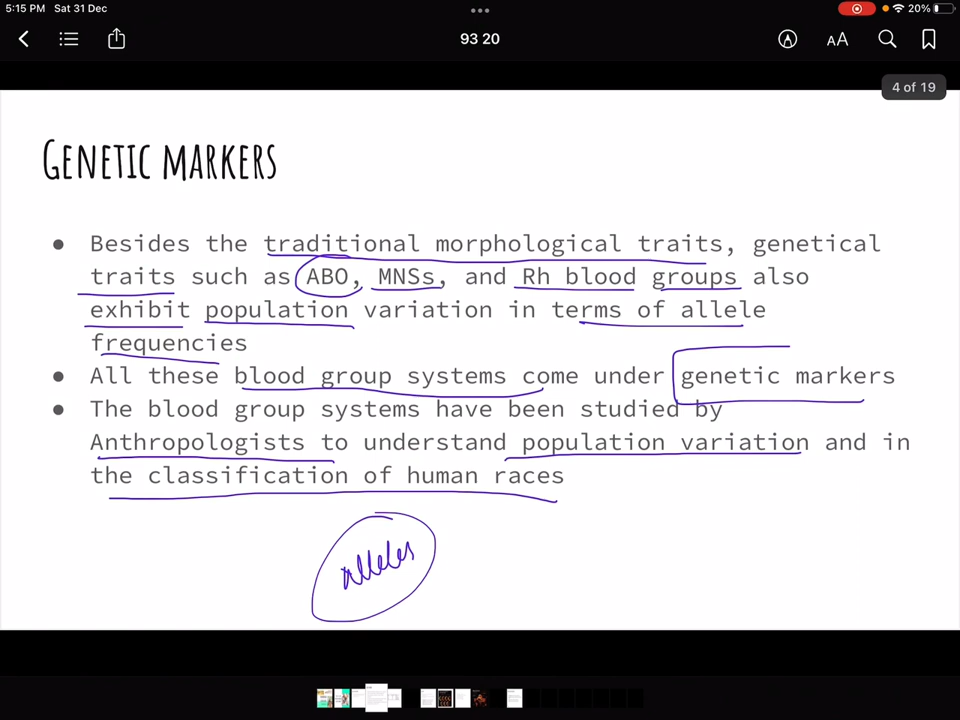 5:15 PM Sat 31 Dec
20%
93 20
AA
4 of 19
GENETIC MARKERS
● Besides the traditional morphological traits, genetical
traits such as ABO, MNSs, and Rh blood groups also
exhibit population variation in terms of allele
frequencies
● All these blood group systems come under genetic markers
● The blood group systems have been studied by
Anthropologists to understand population variation and in
the classification of human races
alleles